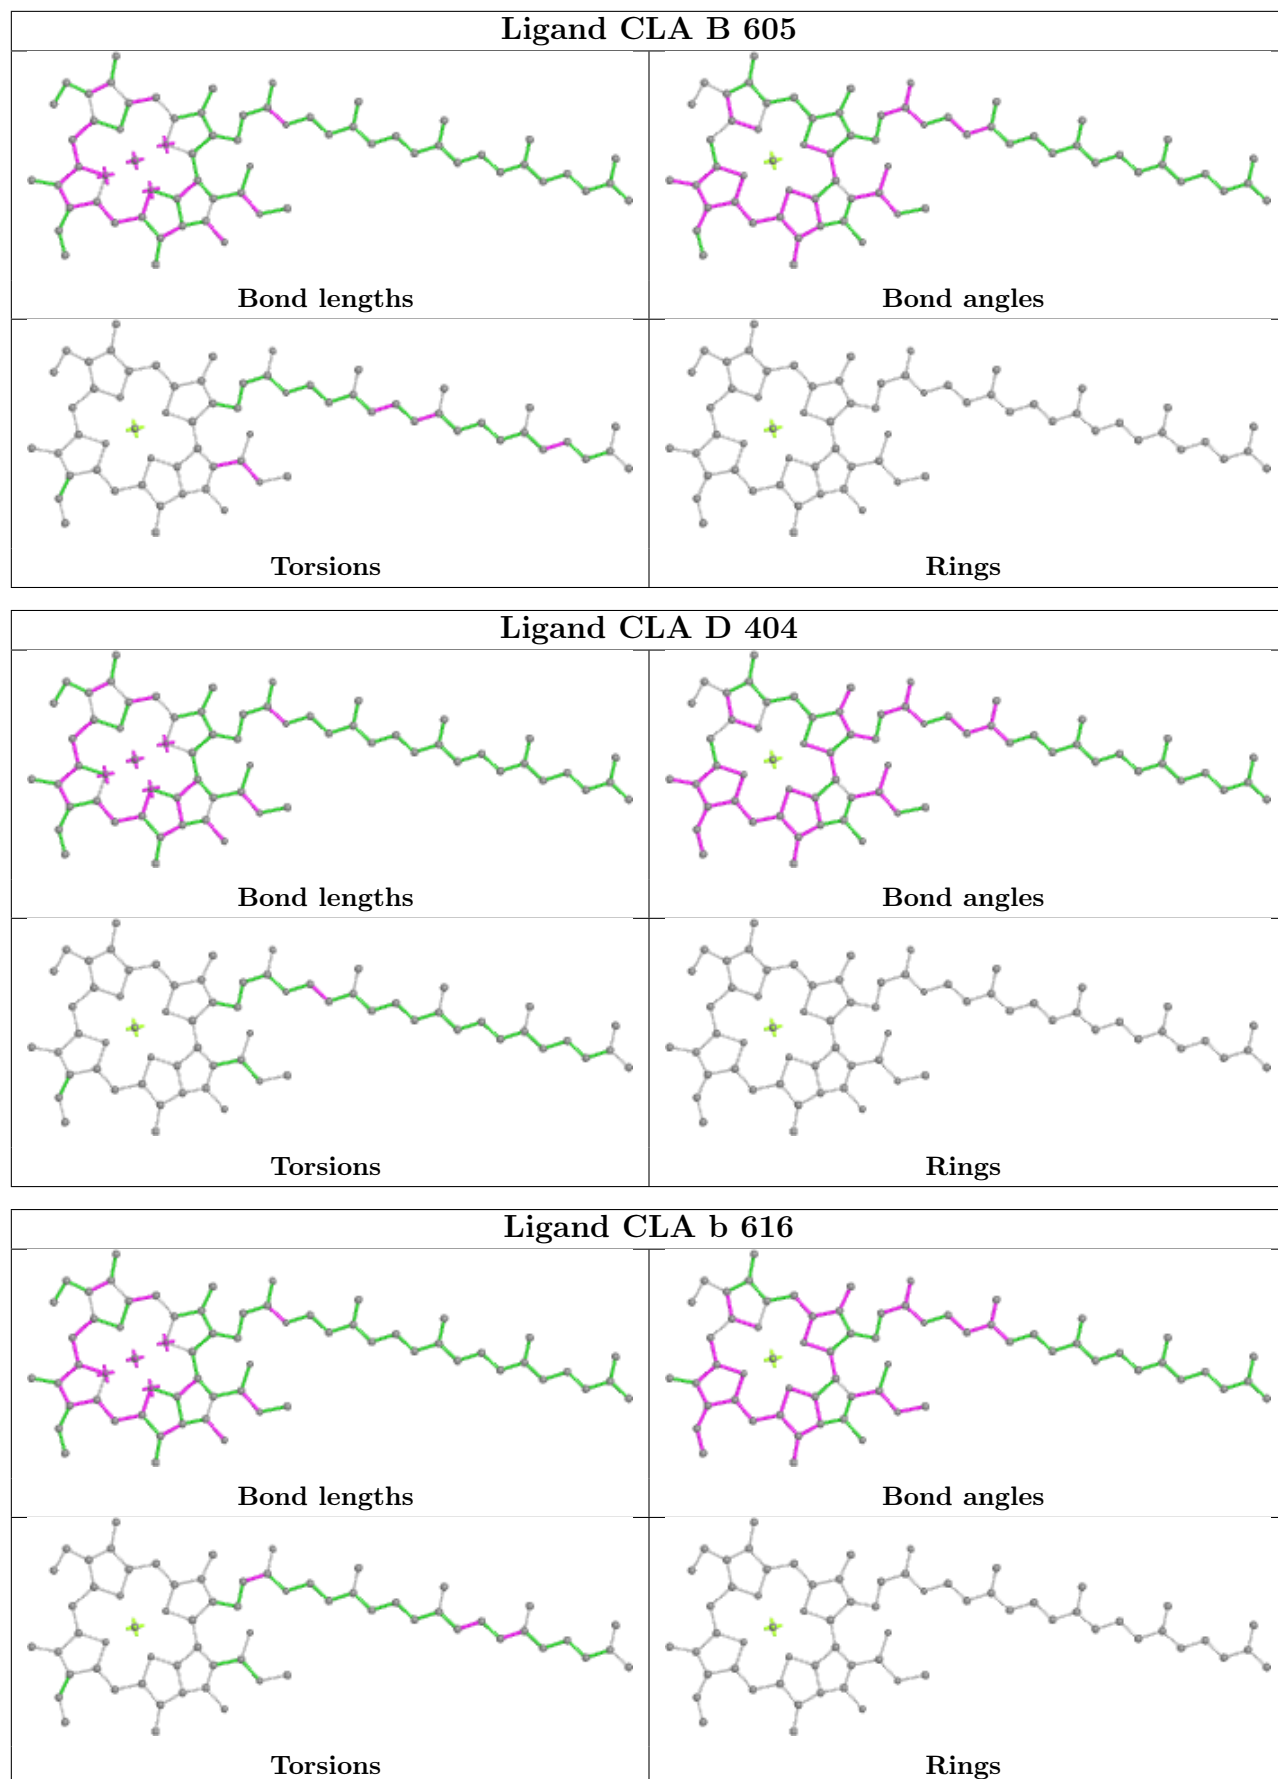 Ligand CLA B 605
Bond lengths
Bond angles
Torsions
Rings
Ligand CLA D 404
Bond lengths
Bond angles
Torsions
Rings
Ligand CLA b 616
Bond lengths
Bond angles
Torsions
Rings